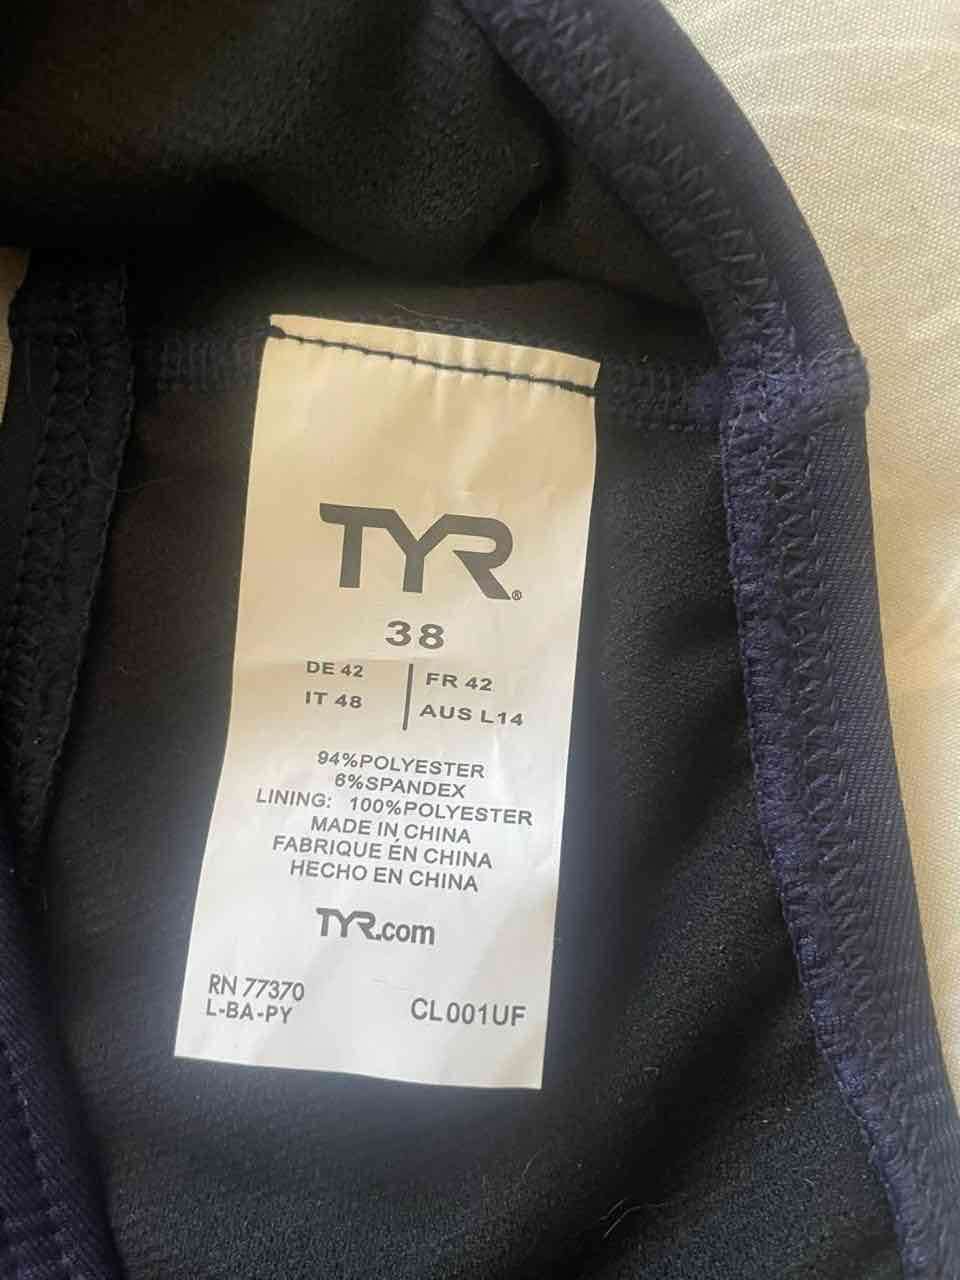 TYR®
38
DE 42 FR 42
IT 48 AUS L14
94%POLYESTER
6%SPANDEX
LINING: 100%POLYESTER
MADE IN CHINA
FABRIQUE ÉN CHINA
HECHO EN CHINA
TYR.com
RN 77370
L-BA-PY CL001UF